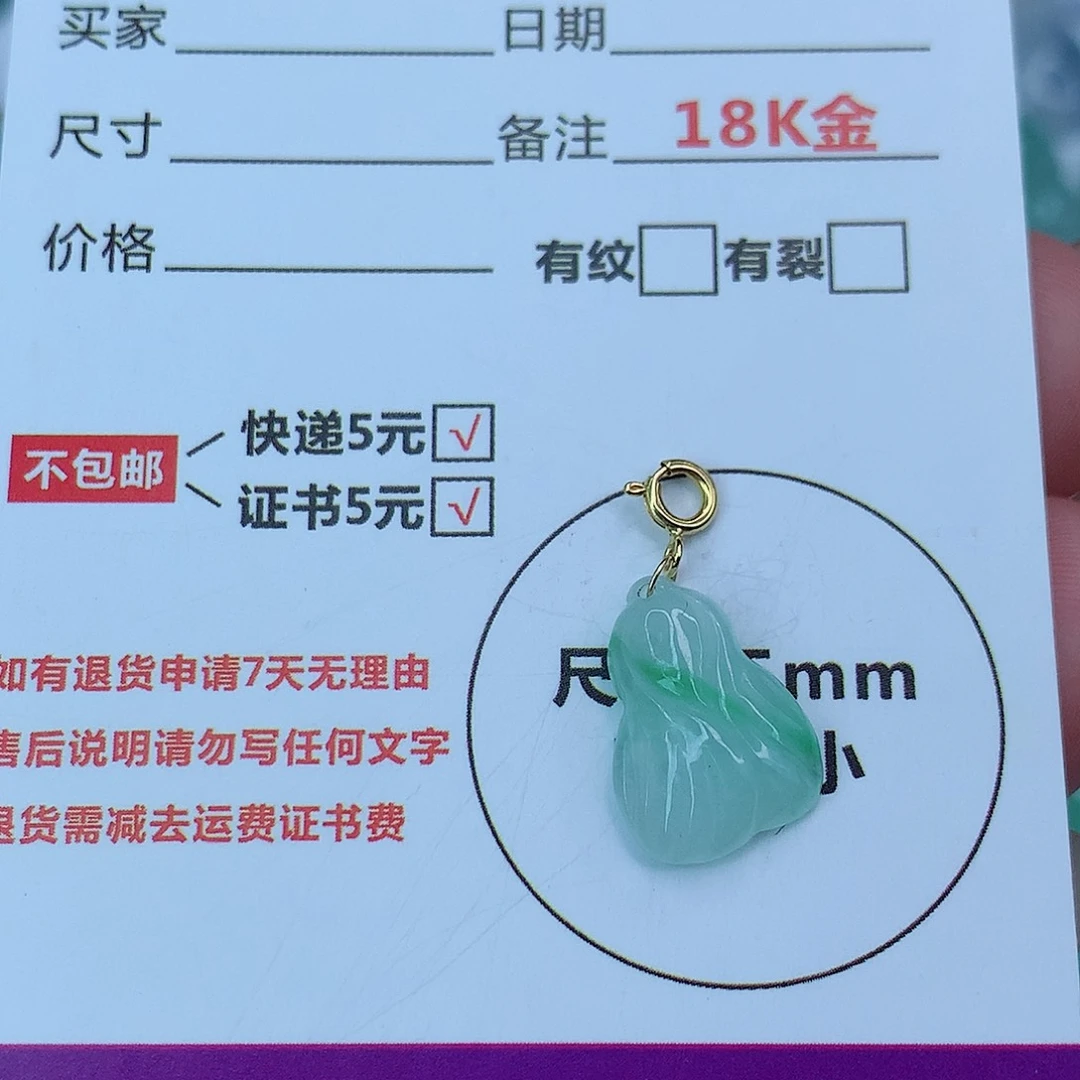 买家 日期
尺寸 备注 18K金
价格 有纹 有裂
快递5元 √
不包邮
证书5元 √
如有退货申请7天无理由
售后说明请勿写任何文字
退货需减去运费证书费
尺 mm
小